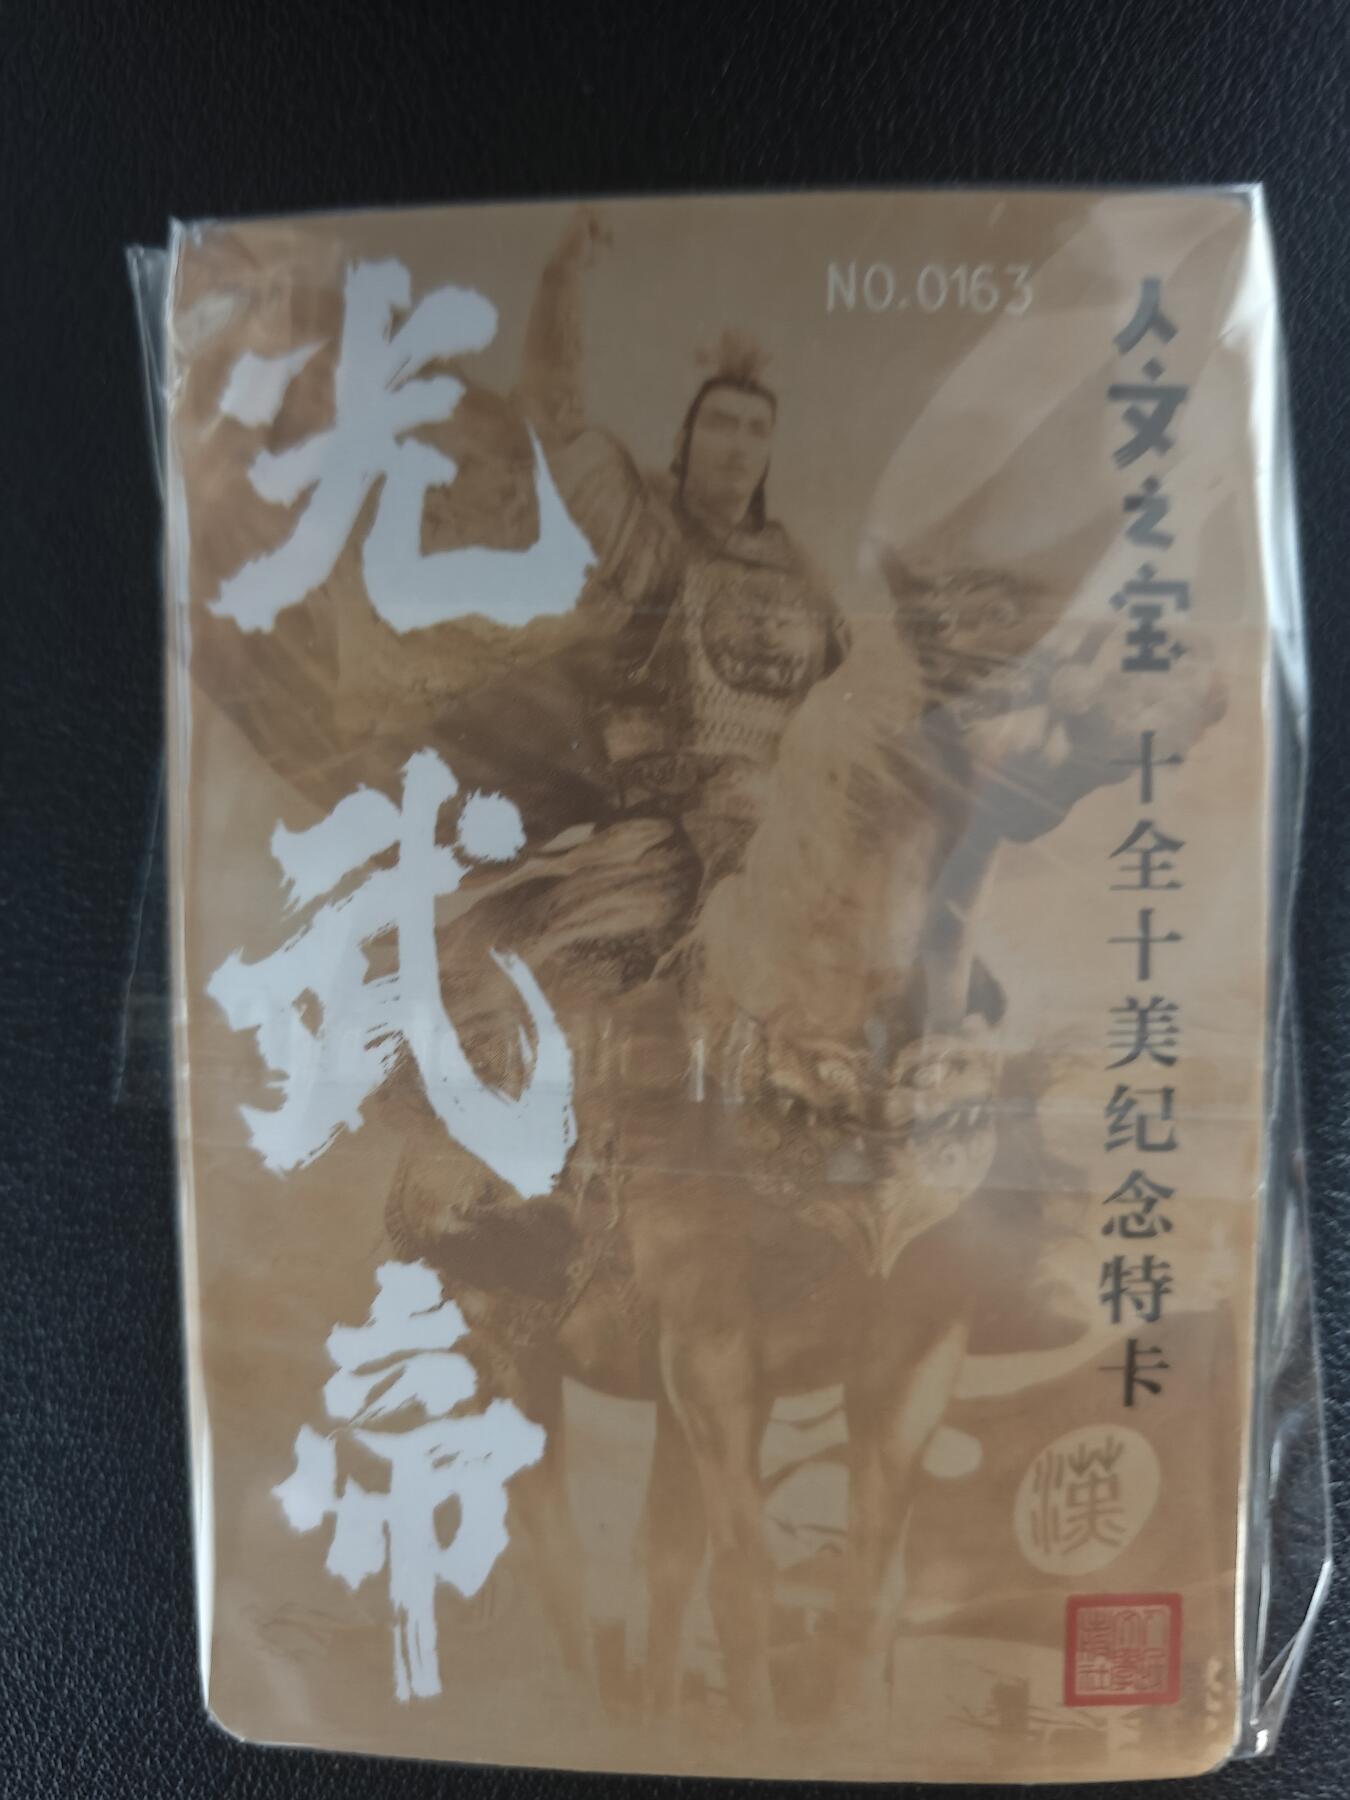 NO.0163
人文之宝 十全十美纪念特卡
光武帝
漢